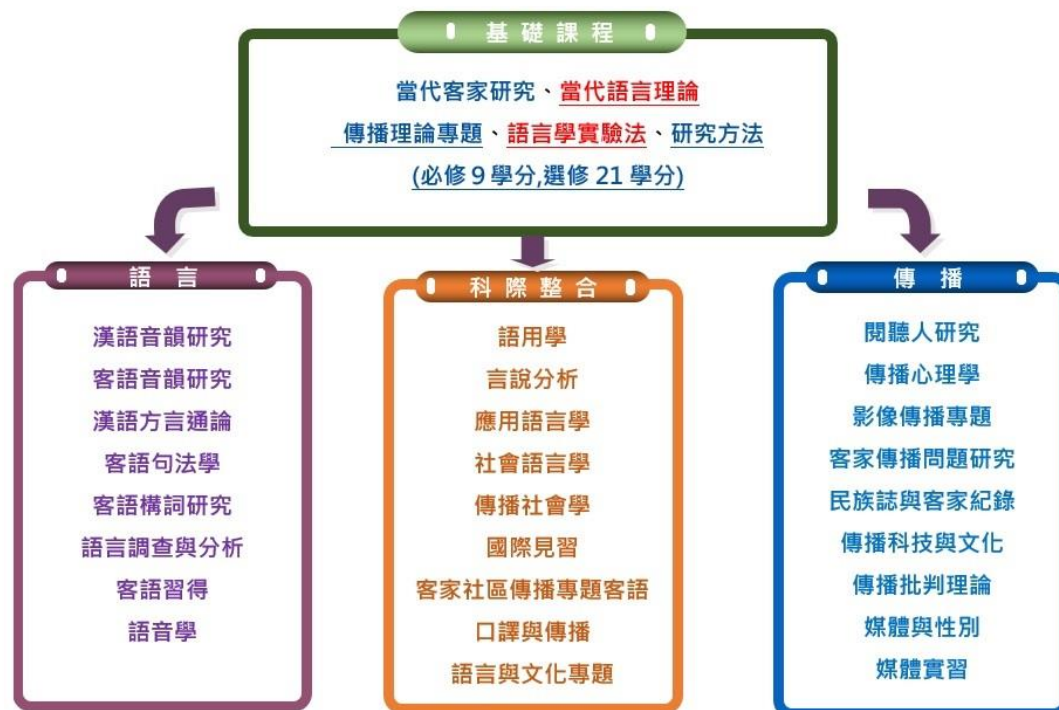 基礎課程
當代客家研究、當代語言理論
傳播理論專題、語言學實驗法、研究方法
(必修9學分,選修21學分)
語言
漢語音韻研究
客語音韻研究
漢語方言通論
客語句法學
客語構詞研究
語言調查與分析
客語習得
語音學
科際整合
語用學
言說分析
應用語言學
社會語言學
傳播社會學
國際見習
客家社區傳播專題客語
口譯與傳播
語言與文化專題
傳播
閱聽人研究
傳播心理學
影像傳播專題
客家傳播問題研究
民族誌與客家紀錄
傳播科技與文化
傳播批判理論
媒體與性別
媒體實習